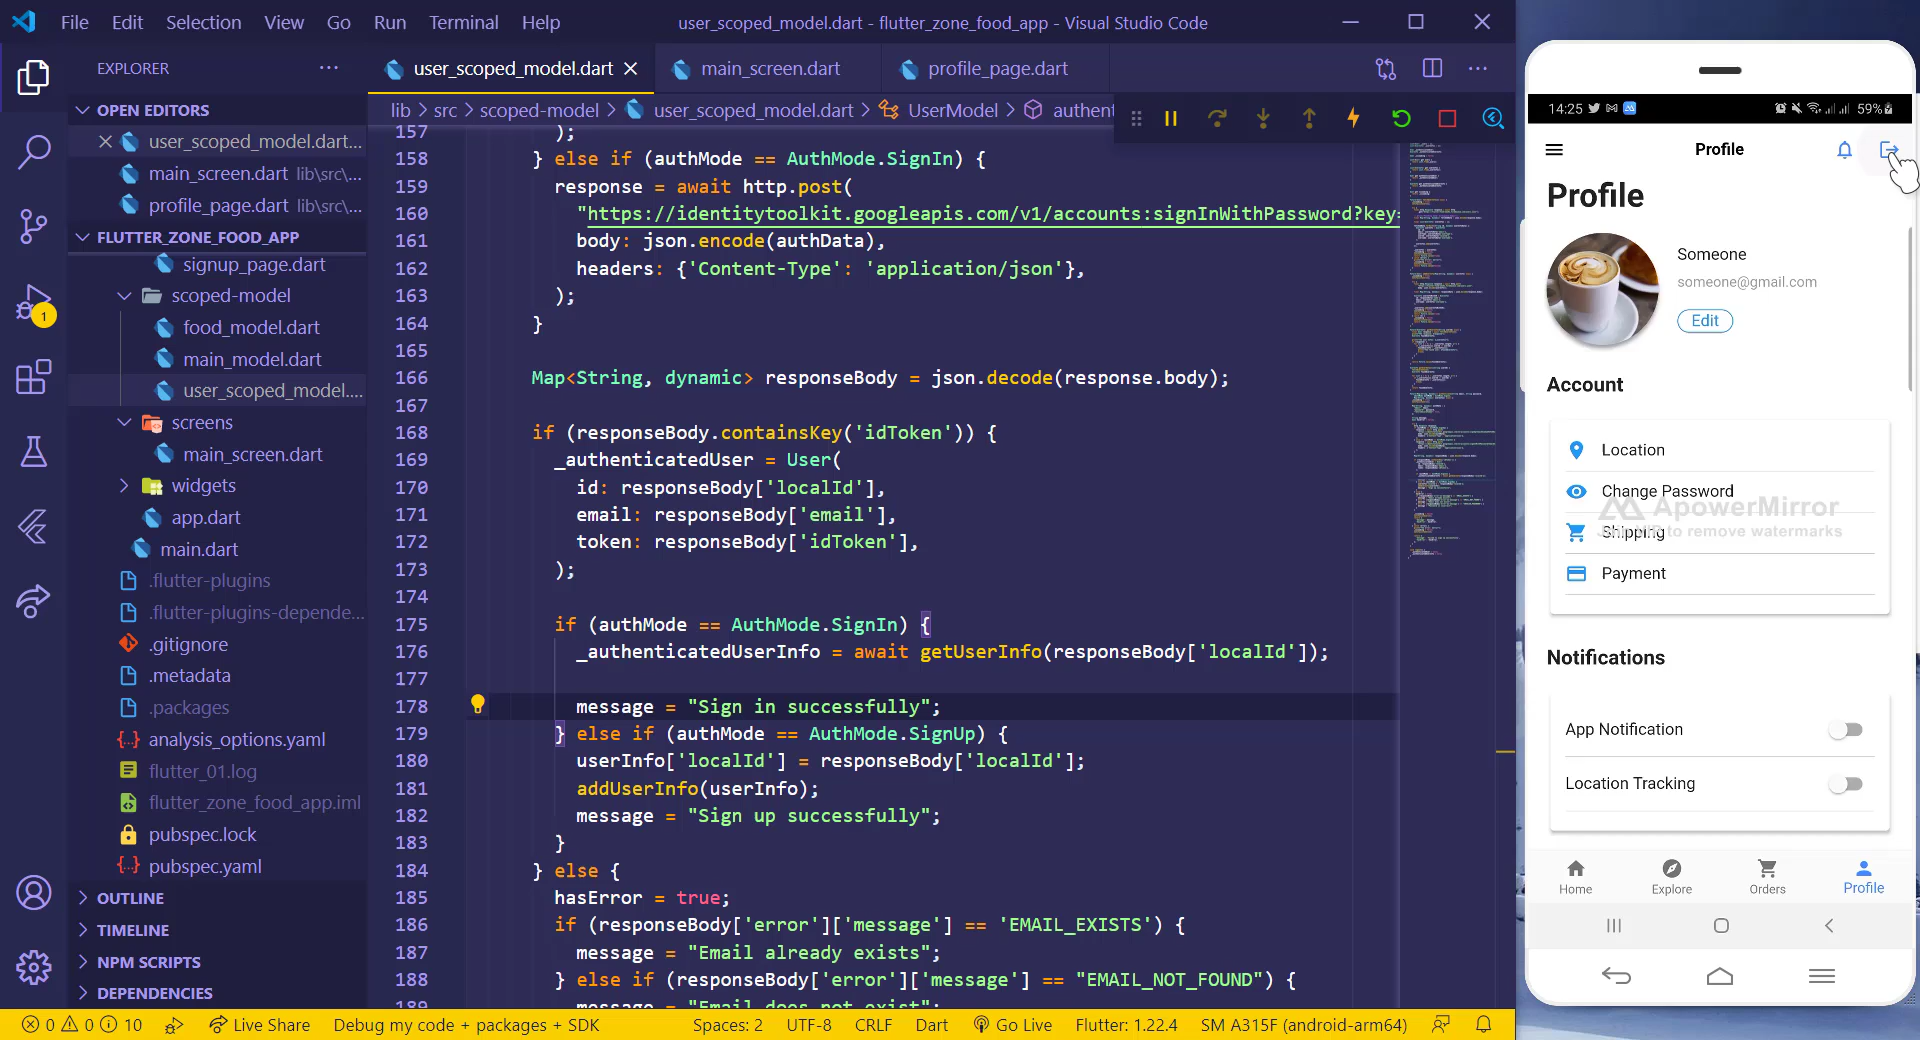 File Edit Selection View Go Run Terminal Help user_scoped_model.dart - flutter_zone_food_app - Visual Studio Code
EXPLORER
OPEN EDITORS
user_scoped_model.dart...
main_screen.dart lib\src\...
profile_page.dart lib\src\...
FLUTTER_ZONE_FOOD_APP
signup_page.dart
scoped-model
food_model.dart
main_model.dart
user_scoped_model....
screens
main_screen.dart
widgets
app.dart
main.dart
.flutter-plugins
.flutter-plugins-depende...
.gitignore
.metadata
.packages
analysis_options.yaml
flutter_01.log
flutter_zone_food_app.iml
pubspec.lock
pubspec.yaml
OUTLINE
TIMELINE
NPM SCRIPTS
DEPENDENCIES
1
user_scoped_model.dart main_screen.dart profile_page.dart
lib > src > scoped-model > user_scoped_model.dart > UserModel > authent
157 );
158 } else if (authMode == AuthMode.SignIn) {
159 response = await http.post(
160 "https://identitytoolkit.googleapis.com/v1/accounts:signInWithPassword?key=
161 body: json.encode(authData),
162 headers: {'Content-Type': 'application/json'},
163 );
164 }
165
166 Map<String, dynamic> responseBody = json.decode(response.body);
167
168 if (responseBody.containsKey('idToken')) {
169 _authenticatedUser = User(
170 id: responseBody['localId'],
171 email: responseBody['email'],
172 token: responseBody['idToken'],
173 );
174
175 if (authMode == AuthMode.SignIn) {
176 _authenticatedUserInfo = await getUserInfo(responseBody['localId']);
177
178 message = "Sign in successfully";
179 } else if (authMode == AuthMode.SignUp) {
180 userInfo['localId'] = responseBody['localId'];
181 addUserInfo(userInfo);
182 message = "Sign up successfully";
183 }
184 } else {
185 hasError = true;
186 if (responseBody['error']['message'] == 'EMAIL_EXISTS') {
187 message = "Email already exists";
188 } else if (responseBody['error']['message'] == "EMAIL_NOT_FOUND") {
189 message = "Email does not exist";
0 0 10 Live Share Debug my code + packages + SDK Spaces: 2 UTF-8 CRLF Dart Go Live Flutter: 1.22.4 SM A315F (android-arm64)
14:25 59%
Profile
Profile
Someone
someone@gmail.com
Edit
Account
Location
Change Password
ApowerMirror
Shipping
to remove watermarks
Payment
Notifications
App Notification
Location Tracking
Home Explore Orders Profile